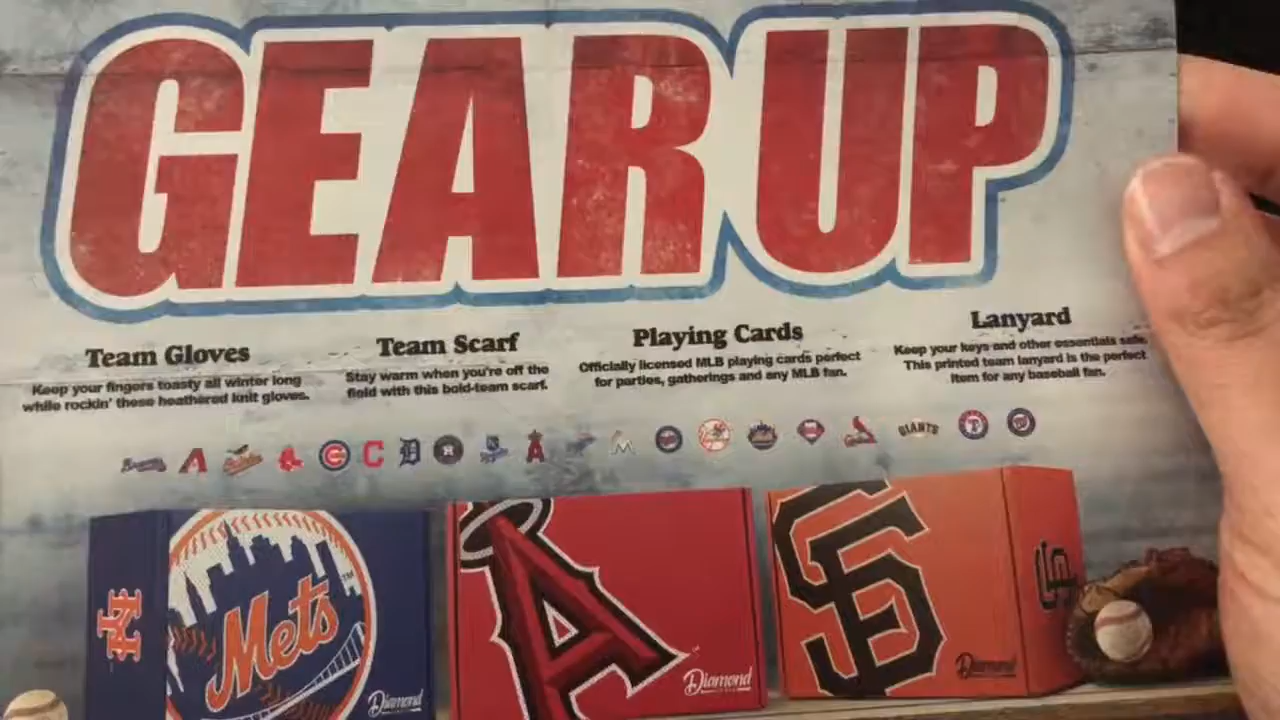 GEAR UP
Team Gloves
Keep your fingers toasty all winter long
while rockin' these heathered knit gloves.
Team Scarf
Stay warm when you're off the
field with this bold-team scarf.
Playing Cards
Officially licensed MLB playing cards perfect
for parties, gatherings and any MLB fan.
Lanyard
Keep your keys and other essentials safe.
This printed team lanyard is the perfect
item for any baseball fan.
GIANTS
NY
Mets
Diamond
A
Diamond
SF
SF
Diamond